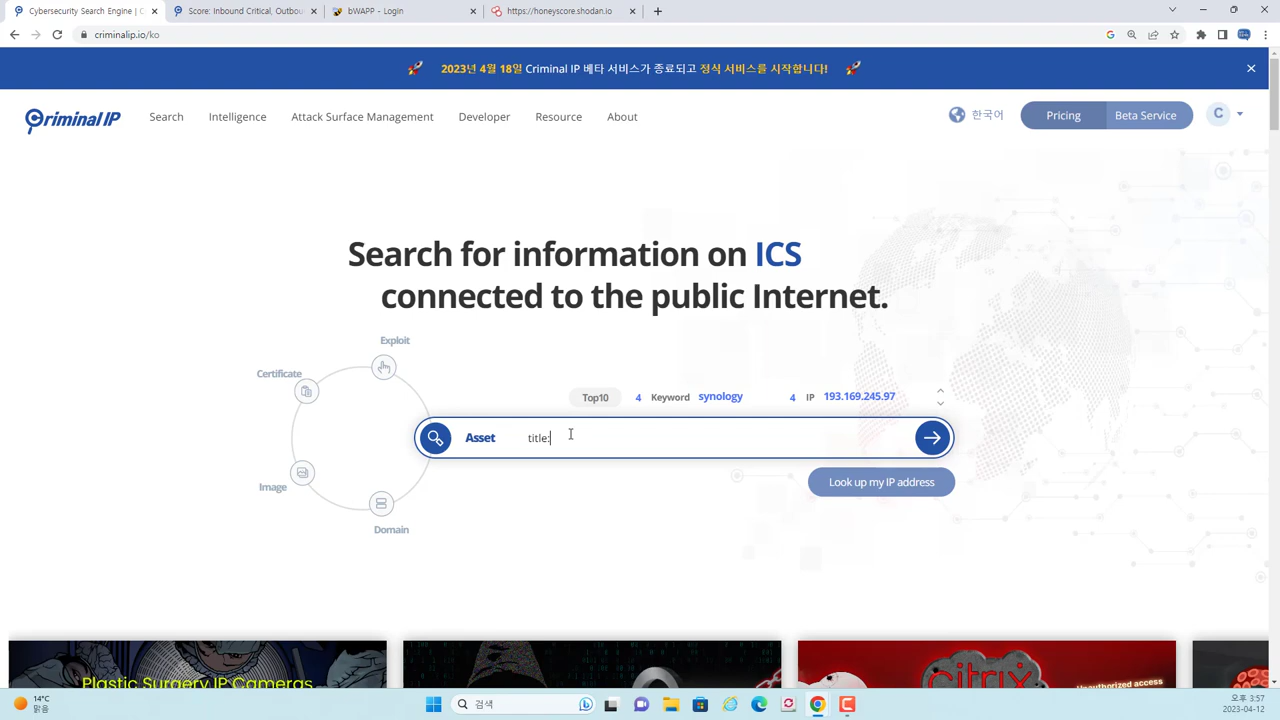 Cybersecurity Search Engine | C
Score: Inbound Critical, Outbou
bWAPP - Login
https://honeyscore.shodan.io
criminalip.io/ko
2023년 4월 18일 Criminal IP 베타 서비스가 종료되고 정식 서비스를 시작합니다!
Criminal IP
Search
Intelligence
Attack Surface Management
Developer
Resource
About
한국어
Pricing
Beta Service
C
Search for information on ICS
connected to the public Internet.
Exploit
Certificate
Image
Domain
Top10 4 Keyword synology 4 IP 193.169.245.97
Asset title:
Look up my IP address
Plastic Surgery IP Cameras
citrix
Unauthorized access
14°C
맑음
검색
오후 3:57
2023-04-12